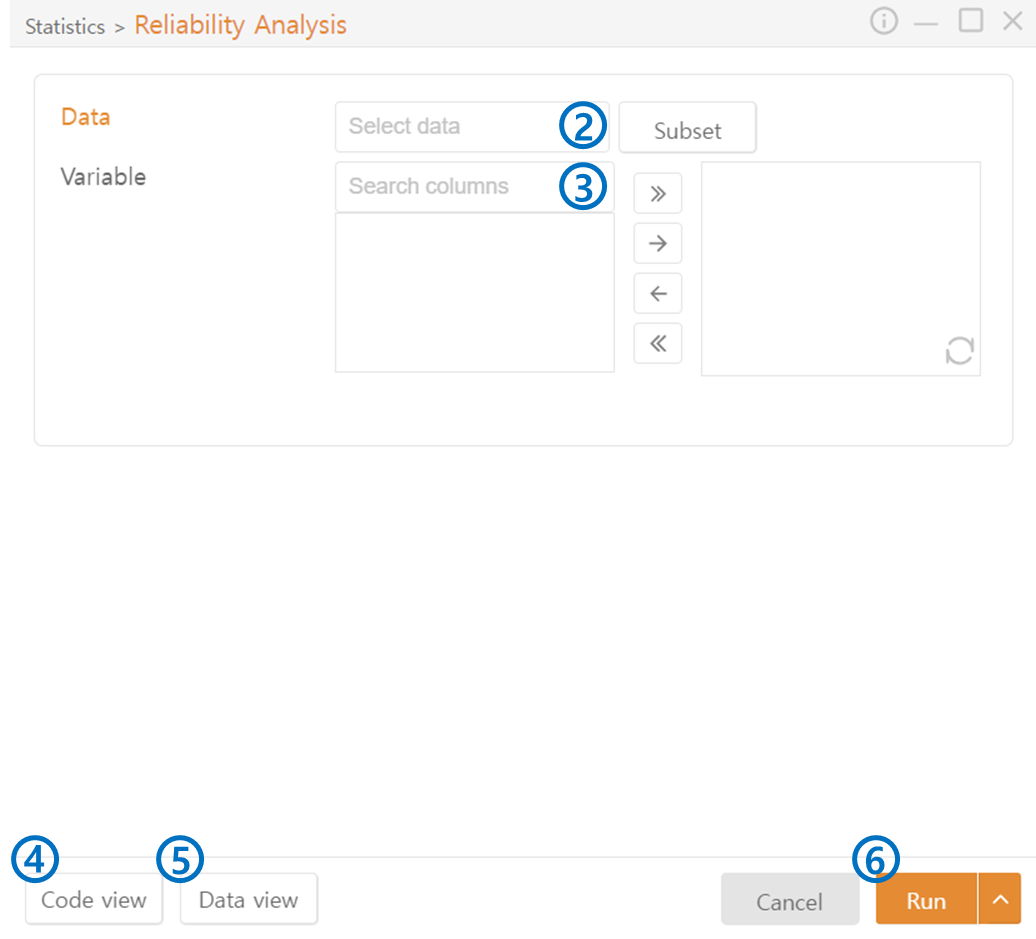 Statistics > Reliability Analysis
Data
Select data
②
Subset
Variable
Search columns
③
④
⑤
⑥
Code view
Data view
Cancel
Run